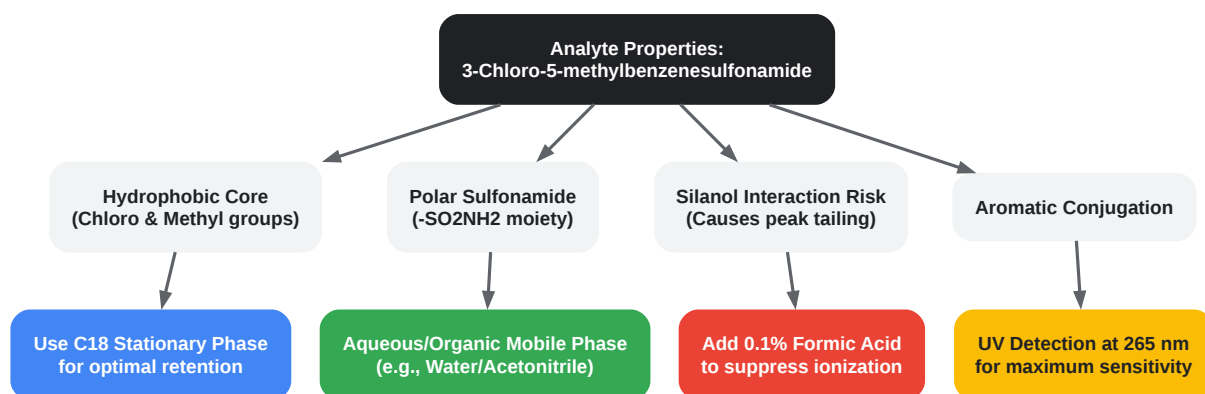 Analyte Properties:
3-Chloro-5-methylbenzenesulfonamide
Hydrophobic Core
(Chloro & Methyl groups)
Polar Sulfonamide
(-SO2NH2 moiety)
Silanol Interaction Risk
(Causes peak tailing)
Aromatic Conjugation
Use C18 Stationary Phase
for optimal retention
Aqueous/Organic Mobile Phase
(e.g., Water/Acetonitrile)
Add 0.1% Formic Acid
to suppress ionization
UV Detection at 265 nm
for maximum sensitivity